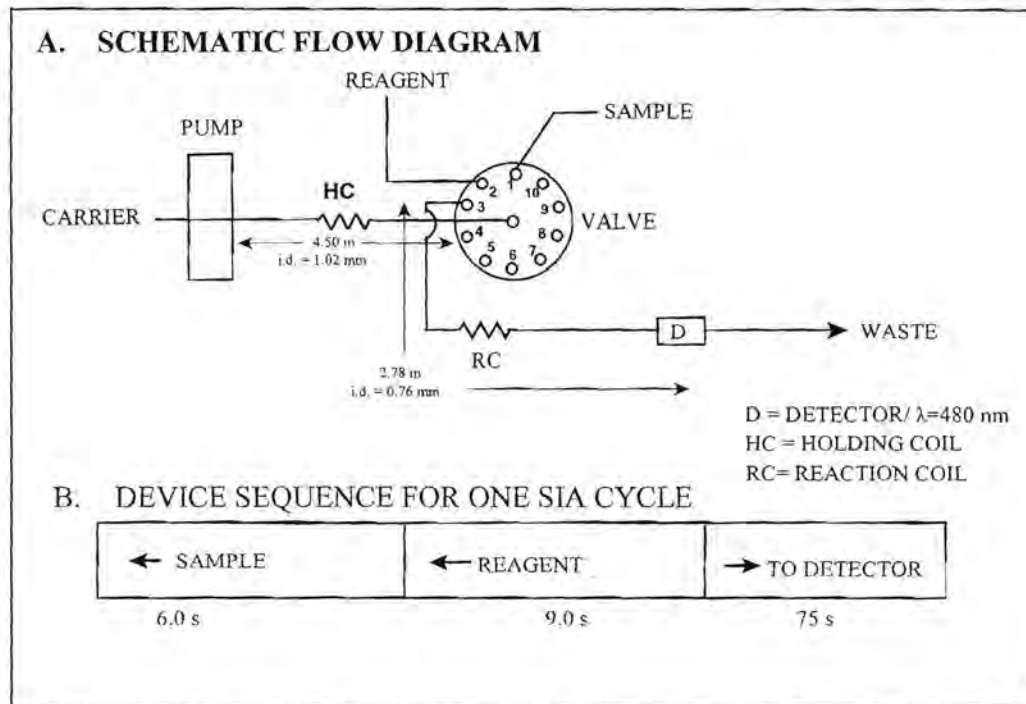 A. SCHEMATIC FLOW DIAGRAM
REAGENT
SAMPLE
PUMP
HC
CARRIER
VALVE
1
2
3
4
5
6
7
8
9
10
4.50 m
i.d. = 1.02 mm
D
WASTE
RC
2.78 m
i.d. = 0.76 mm
D = DETECTOR/ λ=480 nm
HC = HOLDING COIL
RC= REACTION COIL
B. DEVICE SEQUENCE FOR ONE SIA CYCLE
← SAMPLE
← REAGENT
→ TO DETECTOR
6.0 s
9.0 s
75 s